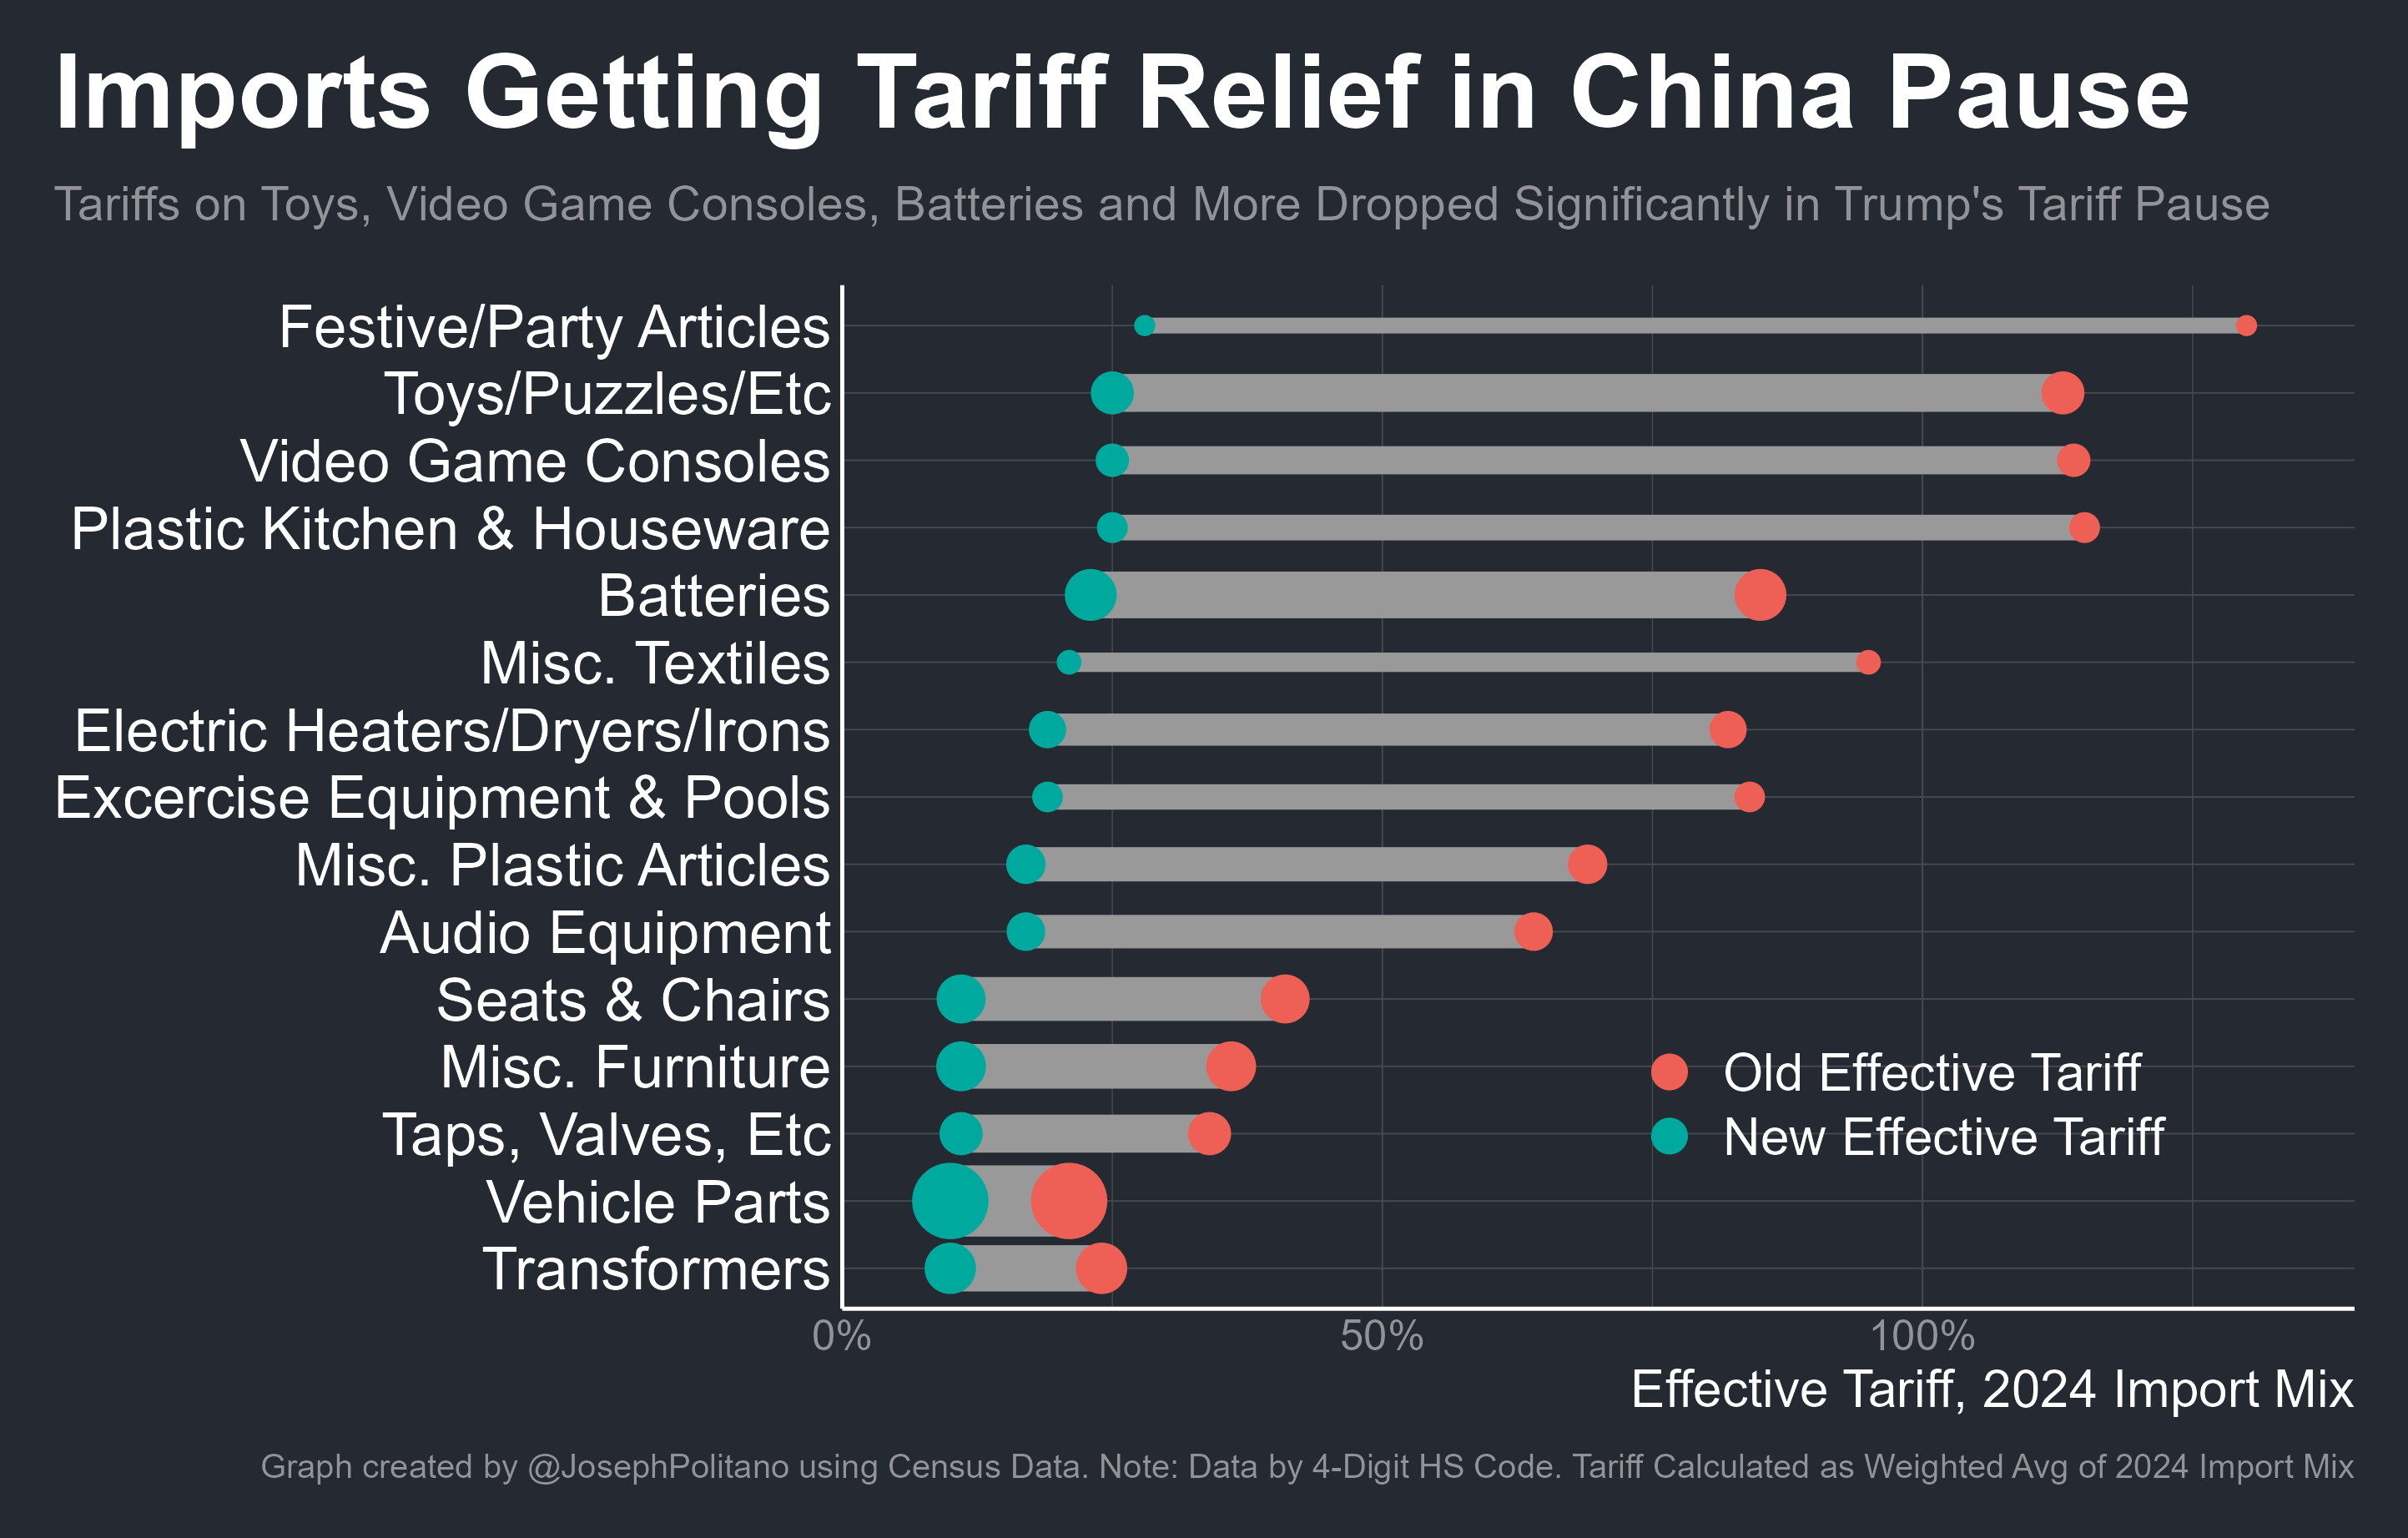 Imports Getting Tariff Relief in China Pause
Tariffs on Toys, Video Game Consoles, Batteries and More Dropped Significantly in Trump's Tariff Pause
Festive/Party Articles
Toys/Puzzles/Etc
Video Game Consoles
Plastic Kitchen & Houseware
Batteries
Misc. Textiles
Electric Heaters/Dryers/Irons
Excercise Equipment & Pools
Misc. Plastic Articles
Audio Equipment
Seats & Chairs
Misc. Furniture
Taps, Valves, Etc
Vehicle Parts
Transformers
Old Effective Tariff
New Effective Tariff
0% 50% 100%
Effective Tariff, 2024 Import Mix
Graph created by @JosephPolitano using Census Data. Note: Data by 4-Digit HS Code. Tariff Calculated as Weighted Avg of 2024 Import Mix